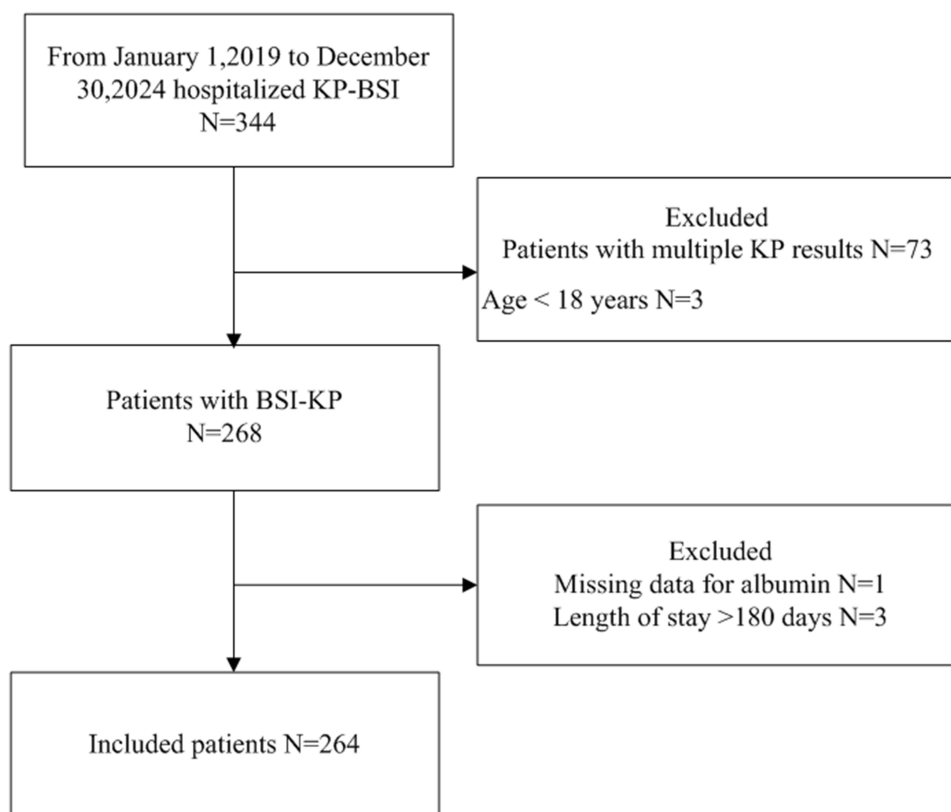 From January 1,2019 to December
30,2024 hospitalized KP-BSI
N=344
Excluded
Patients with multiple KP results N=73
Age < 18 years N=3
Patients with BSI-KP
N=268
Excluded
Missing data for albumin N=1
Length of stay >180 days N=3
Included patients N=264